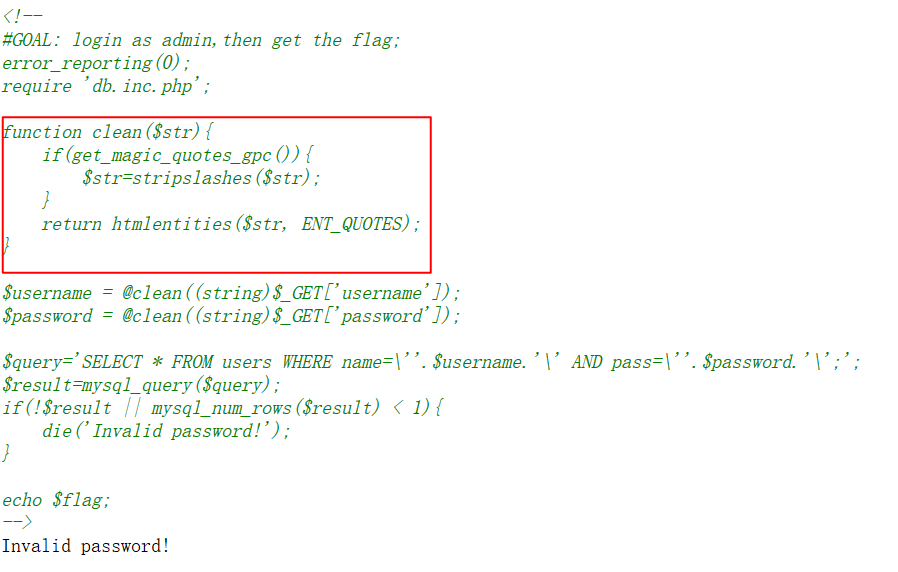 <!--
#GOAL: login as admin,then get the flag;
error_reporting(0);
require 'db.inc.php';
function clean($str){
if(get_magic_quotes_gpc()){
$str=stripslashes($str);
}
return htmlentities($str, ENT_QUOTES);
}
$username = @clean((string)$_GET['username']);
$password = @clean((string)$_GET['password']);
$query='SELECT * FROM users WHERE name=\''.$username.'\' AND pass=\''.$password.'\';';
$result=mysql_query($query);
if(!$result || mysql_num_rows($result) < 1){
die('Invalid password!');
}
echo $flag;
-->
Invalid password!